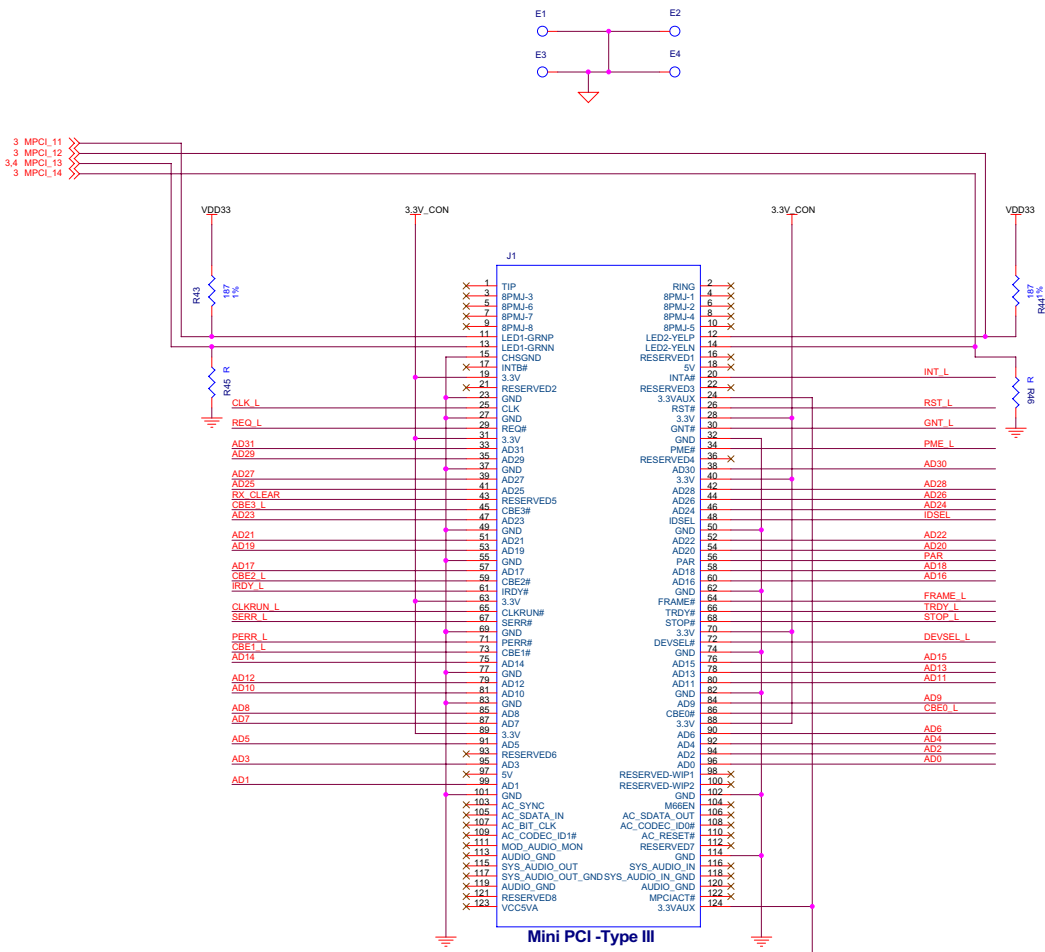 E1 E2
E3 E4
3 MPCI_11
3 MPCI_12
3,4 MPCI_13
3 MPCI_14
VDD33 3.3V_CON 3.3V_CON VDD33
J1
R43 187 1%
R44 187 1%
R45 R
R46 R
1 TIP RING 2
3 8PMJ-3 8PMJ-1 4
5 8PMJ-6 8PMJ-2 6
7 8PMJ-7 8PMJ-4 8
9 8PMJ-8 8PMJ-5 10
11 LED1-GRNP LED2-YELP 12
13 LED1-GRNN LED2-YELN 14
15 CHSGND RESERVED1 16
17 INTB# 5V 18
19 3.3V INTA# 20 INT_L
21 RESERVED2 RESERVED3 22
23 GND 3.3VAUX 24
CLK_L 25 CLK RST# 26 RST_L
27 GND 3.3V 28
REQ_L 29 REQ# GNT# 30 GNT_L
31 3.3V GND 32
AD31 33 AD31 PME# 34 PME_L
AD29 35 AD29 RESERVED4 36
37 GND AD30 38 AD30
AD27 39 AD27 3.3V 40
AD25 41 AD25 AD28 42 AD28
RX_CLEAR 43 RESERVED5 AD26 44 AD26
CBE3_L 45 CBE3# AD24 46 AD24
AD23 47 AD23 IDSEL 48 IDSEL
49 GND GND 50
AD21 51 AD21 AD22 52 AD22
AD19 53 AD19 AD20 54 AD20
55 GND PAR 56 PAR
AD17 57 AD17 AD18 58 AD18
CBE2_L 59 CBE2# AD16 60 AD16
IRDY_L 61 IRDY# GND 62
63 3.3V FRAME# 64 FRAME_L
CLKRUN_L 65 CLKRUN# TRDY# 66 TRDY_L
SERR_L 67 SERR# STOP# 68 STOP_L
69 GND 3.3V 70
PERR_L 71 PERR# DEVSEL# 72 DEVSEL_L
CBE1_L 73 CBE1# GND 74
AD14 75 AD14 AD15 76 AD15
77 GND AD13 78 AD13
AD12 79 AD12 AD11 80 AD11
AD10 81 AD10 GND 82
83 GND AD9 84 AD9
AD8 85 AD8 CBE0# 86 CBE0_L
AD7 87 AD7 3.3V 88
89 3.3V AD6 90 AD6
AD5 91 AD5 AD4 92 AD4
93 RESERVED6 AD2 94 AD2
AD3 95 AD3 AD0 96 AD0
97 5V RESERVED-WIP1 98
AD1 99 AD1 RESERVED-WIP2 100
101 GND GND 102
103 AC_SYNC M66EN 104
105 AC_SDATA_IN AC_SDATA_OUT 106
107 AC_BIT_CLK AC_CODEC_ID0# 108
109 AC_CODEC_ID1# AC_RESET# 110
111 MOD_AUDIO_MON RESERVED7 112
113 AUDIO_GND GND 114
115 SYS_AUDIO_OUT SYS_AUDIO_IN 116
117 SYS_AUDIO_OUT_GND SYS_AUDIO_IN_GND 118
119 AUDIO_GND AUDIO_GND 120
121 RESERVED8 MPCIACT# 122
123 VCC5VA 3.3VAUX 124
Mini PCI -Type III